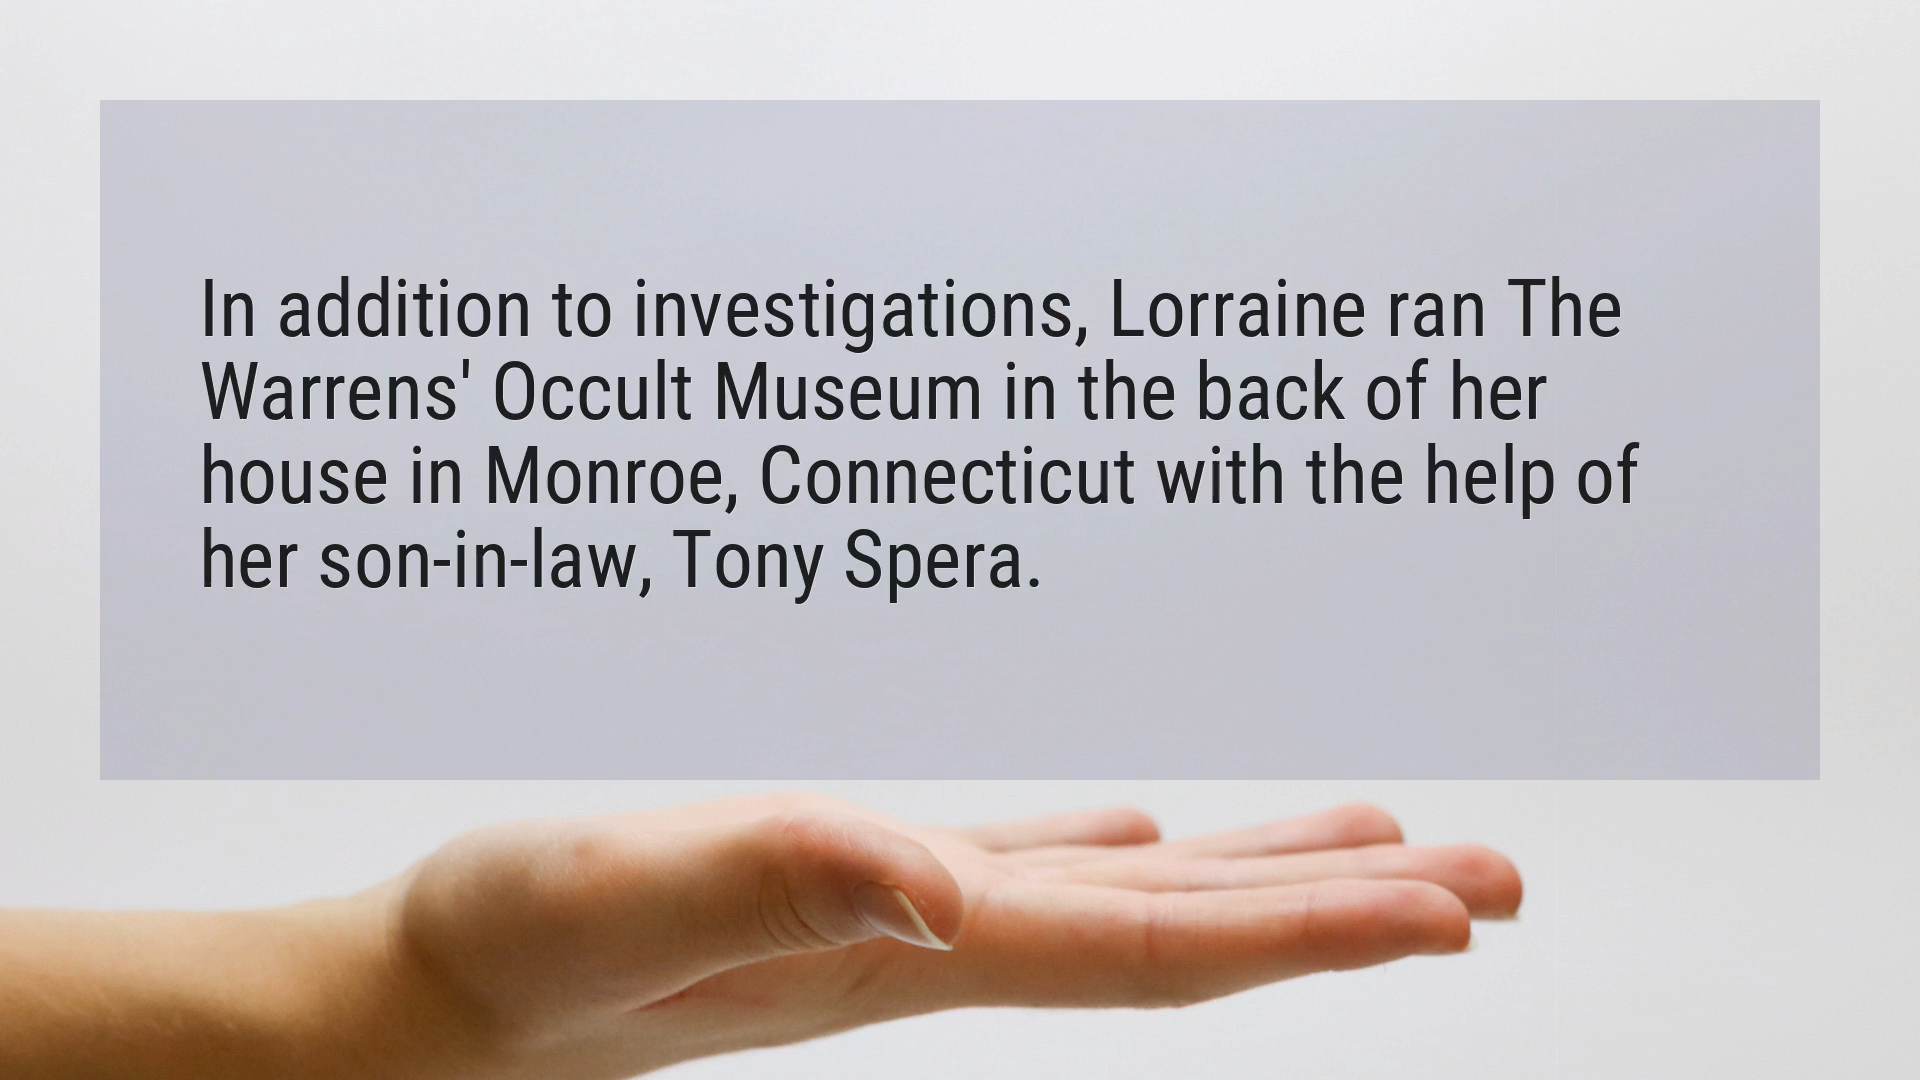 In addition to investigations, Lorraine ran The
Warrens' Occult Museum in the back of her
house in Monroe, Connecticut with the help of
her son-in-law, Tony Spera.